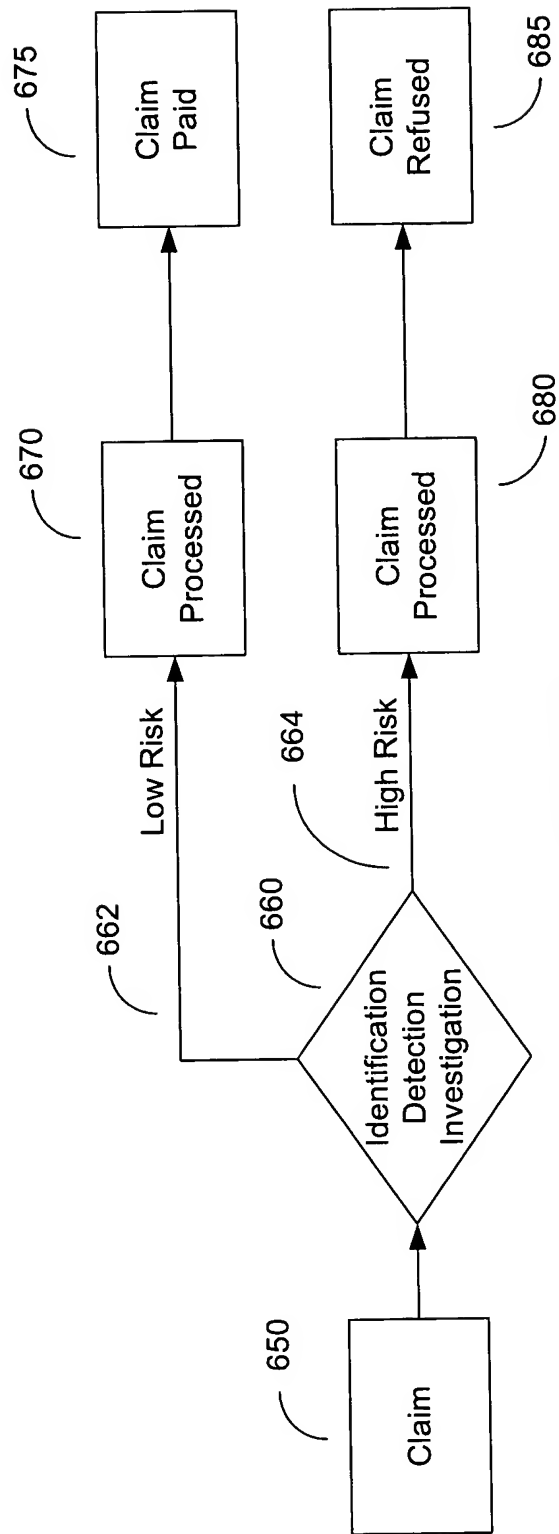 675
Claim
Paid
685
Claim
Refused
670
Claim
Processed
680
Claim
Processed
Low Risk
662
664
High Risk
660
Identification
Detection
Investigation
650
Claim